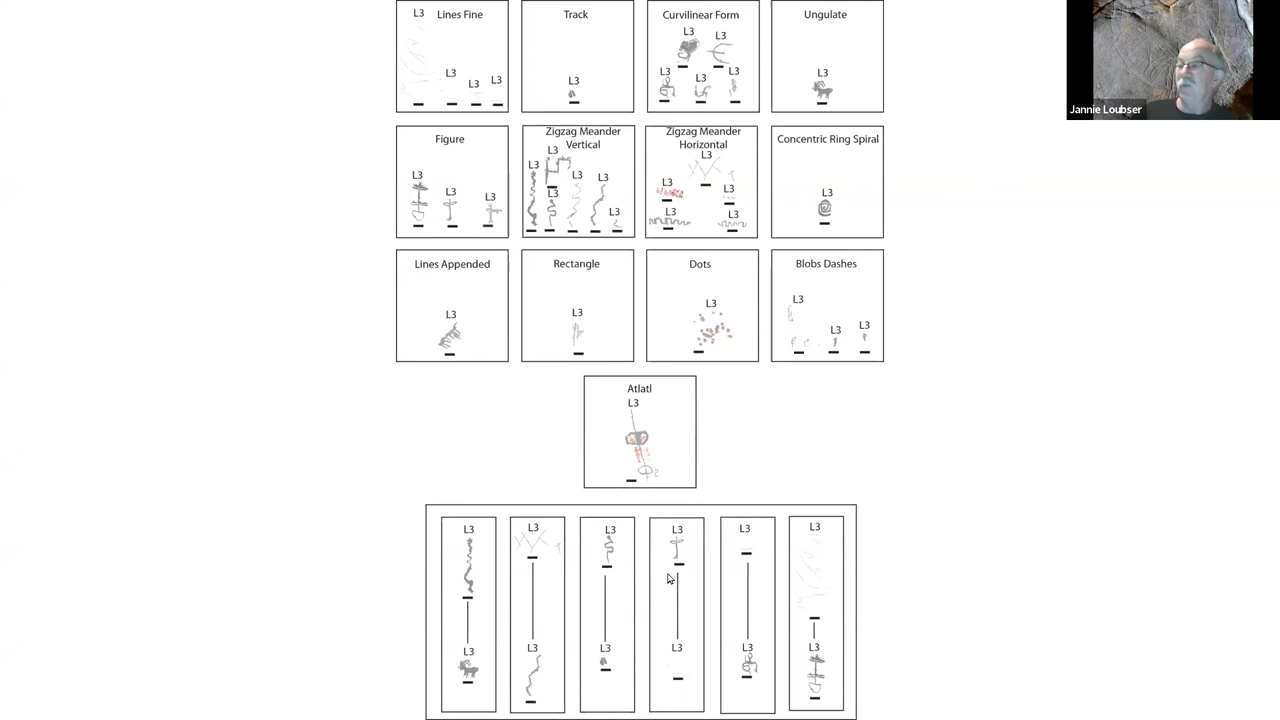 L3 Lines Fine
L3
L3
L3
Track
L3
Curvilinear Form
L3
L3
L3
L3
L3
Ungulate
L3
Jannie Loubser
Figure
L3
L3
L3
Zigzag Meander
Vertical
L3
L3
L3
L3
L3
L3
Zigzag Meander
Horizontal
L3
L3
L3
L3
L3
Concentric Ring Spiral
L3
Lines Appended
L3
Rectangle
L3
Dots
L3
Blobs Dashes
L3
L3
L3
Atlatl
L3
L3
L3
L3
L3
L3
L3
L3
L3
L3
L3
L3
L3